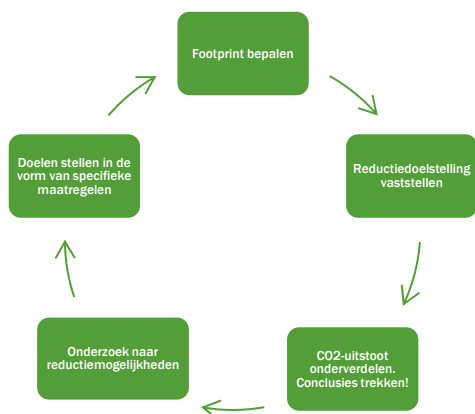 Footprint bepalen
Reductiedoelstelling
vaststellen
CO2-uitstoot
onderverdelen.
Conclusies trekken!
Onderzoek naar
reductiemogelijkheden
Doelen stellen in de
vorm van specifieke
maatregelen